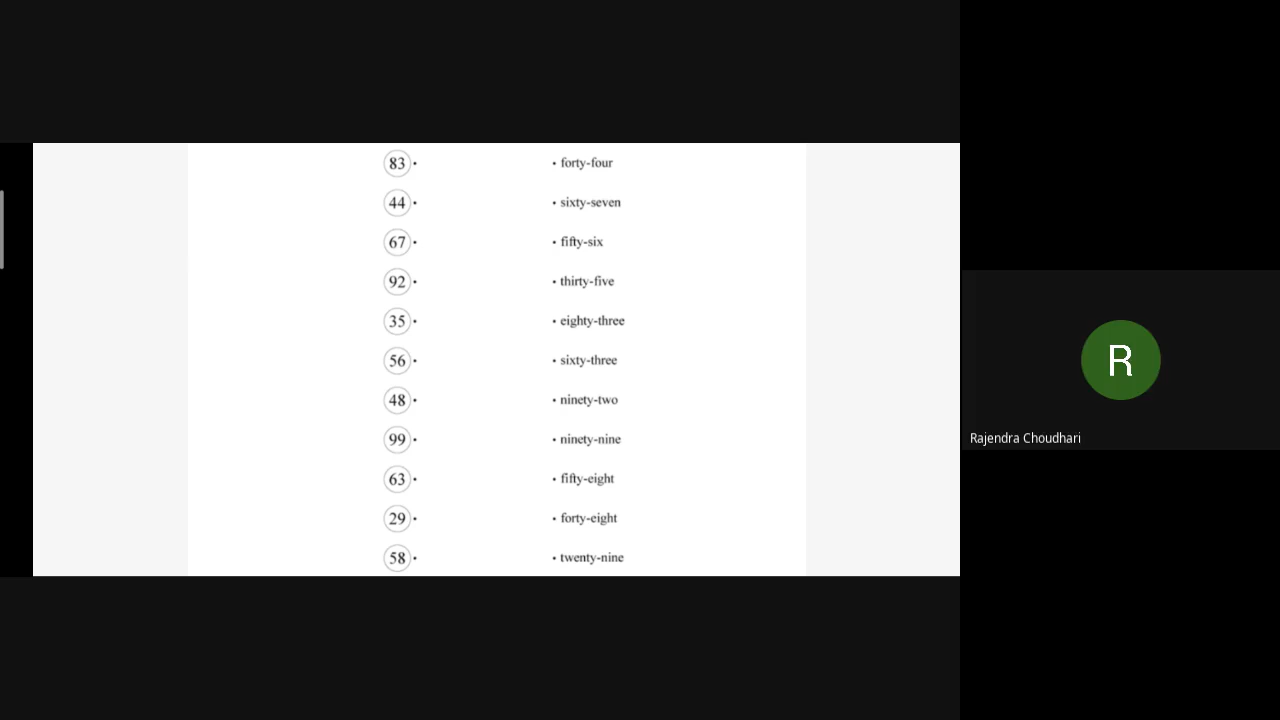 83 • • forty-four
44 • • sixty-seven
67 • • fifty-six
92 • • thirty-five
35 • • eighty-three
56 • • sixty-three
48 • • ninety-two
99 • • ninety-nine
63 • • fifty-eight
29 • • forty-eight
58 • • twenty-nine
R
Rajendra Choudhari